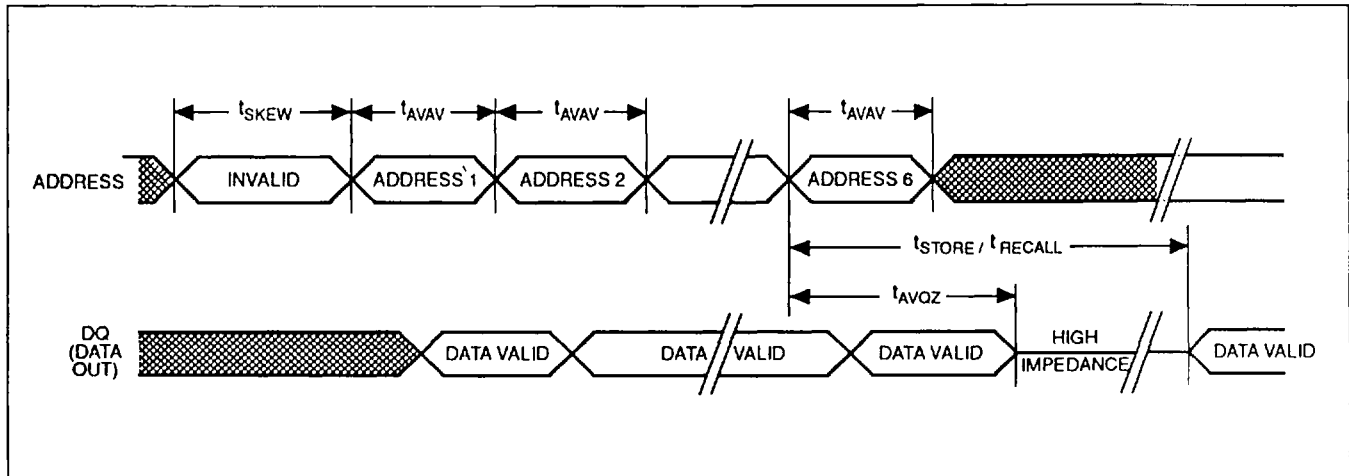 tSKEW tAVAV tAVAV tAVAV
ADDRESS INVALID ADDRESS`1 ADDRESS 2 ADDRESS 6
tSTORE / tRECALL
tAVQZ
DQ
(DATA
OUT)
DATA VALID DATA VALID DATA VALID HIGH
IMPEDANCE DATA VALID